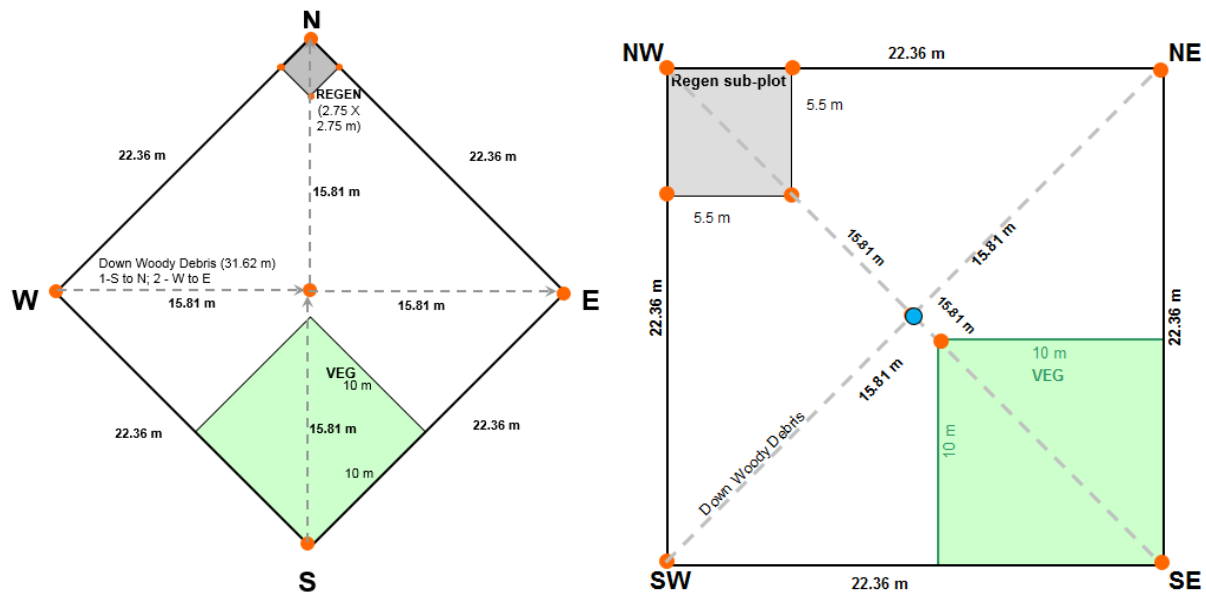 N
REGEN
(2.75 X
2.75 m)
22.36 m
22.36 m
15.81 m
Down Woody Debris (31.62 m)
1-S to N; 2 - W to E
W
E
15.81 m
15.81 m
VEG
10 m
15.81 m
22.36 m
22.36 m
10 m
S
NW
22.36 m
NE
Regen sub-plot
5.5 m
5.5 m
15.81 m
15.81 m
22.36 m
15.81 m
22.36 m
10 m
VEG
15.81 m
10 m
Down Woody Debris
SW
22.36 m
SE